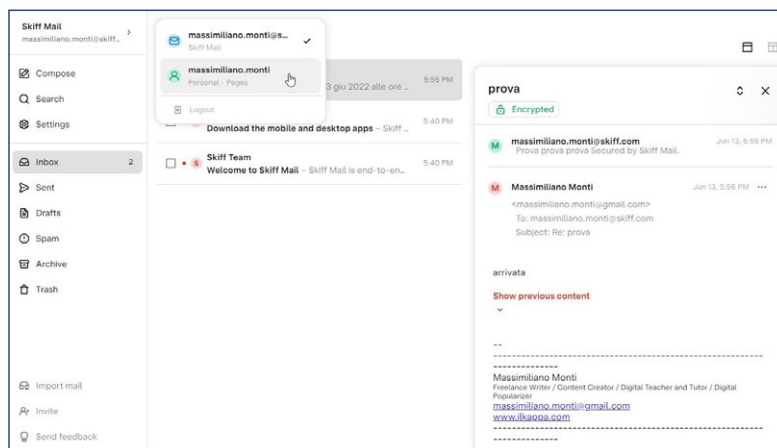 Skiff Mail
massimiliano.monti@skiff...
Compose
Search
Settings
Inbox 2
Sent
Drafts
Spam
Archive
Trash
Import mail
Invite
Send feedback
massimiliano.monti@s...
Skiff Mail
massimiliano.monti
Personal - Pages
Logout
3 giu 2022 alle ore ... 5:55 PM
5:40 PM
Download the mobile and desktop apps – Skiff ...
S Skiff Team 5:40 PM
Welcome to Skiff Mail – Skiff Mail is end-to-en...
prova
Encrypted
M massimiliano.monti@skiff.com Jun 13, 5:55 PM
Prova prova prova Secured by Skiff Mail.
M Massimiliano Monti Jun 13, 5:56 PM
<massimiliano.monti@gmail.com>
To: massimiliano.monti@skiff.com
Subject: Re: prova
arrivata
Show previous content
--
Massimiliano Monti
Freelance Writer / Content Creator / Digital Teacher and Tutor / Digital
Popularizer
massimiliano.monti@gmail.com
www.ilkappa.com